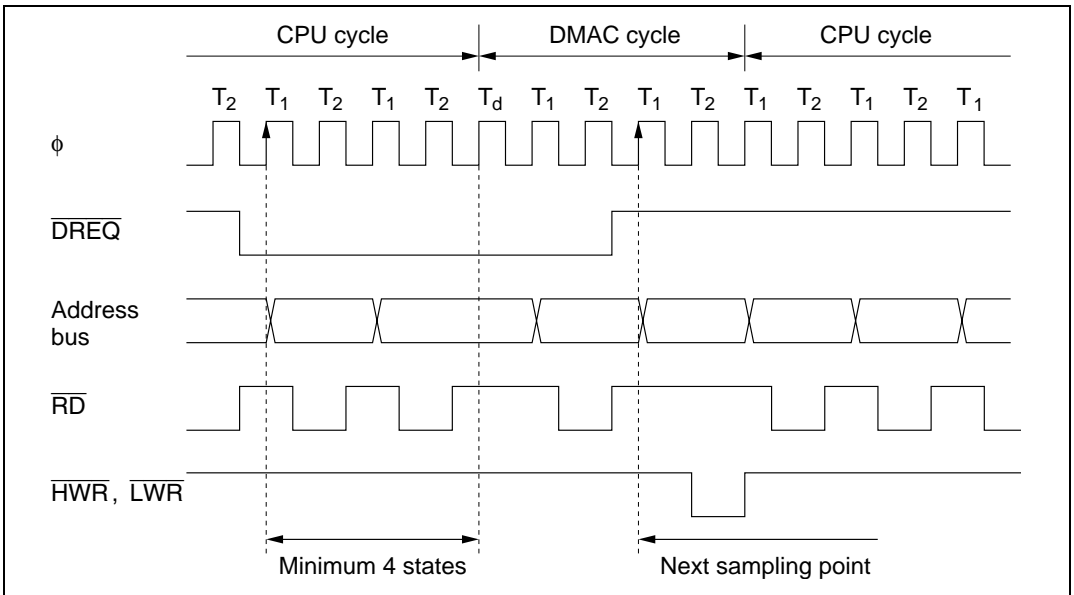 CPU cycle DMAC cycle CPU cycle
T2 T1 T2 T1 T2 Td T1 T2 T1 T2 T1 T2 T1 T2 T1
ϕ
DREQ
Address
bus
RD
HWR, LWR
Minimum 4 states Next sampling point